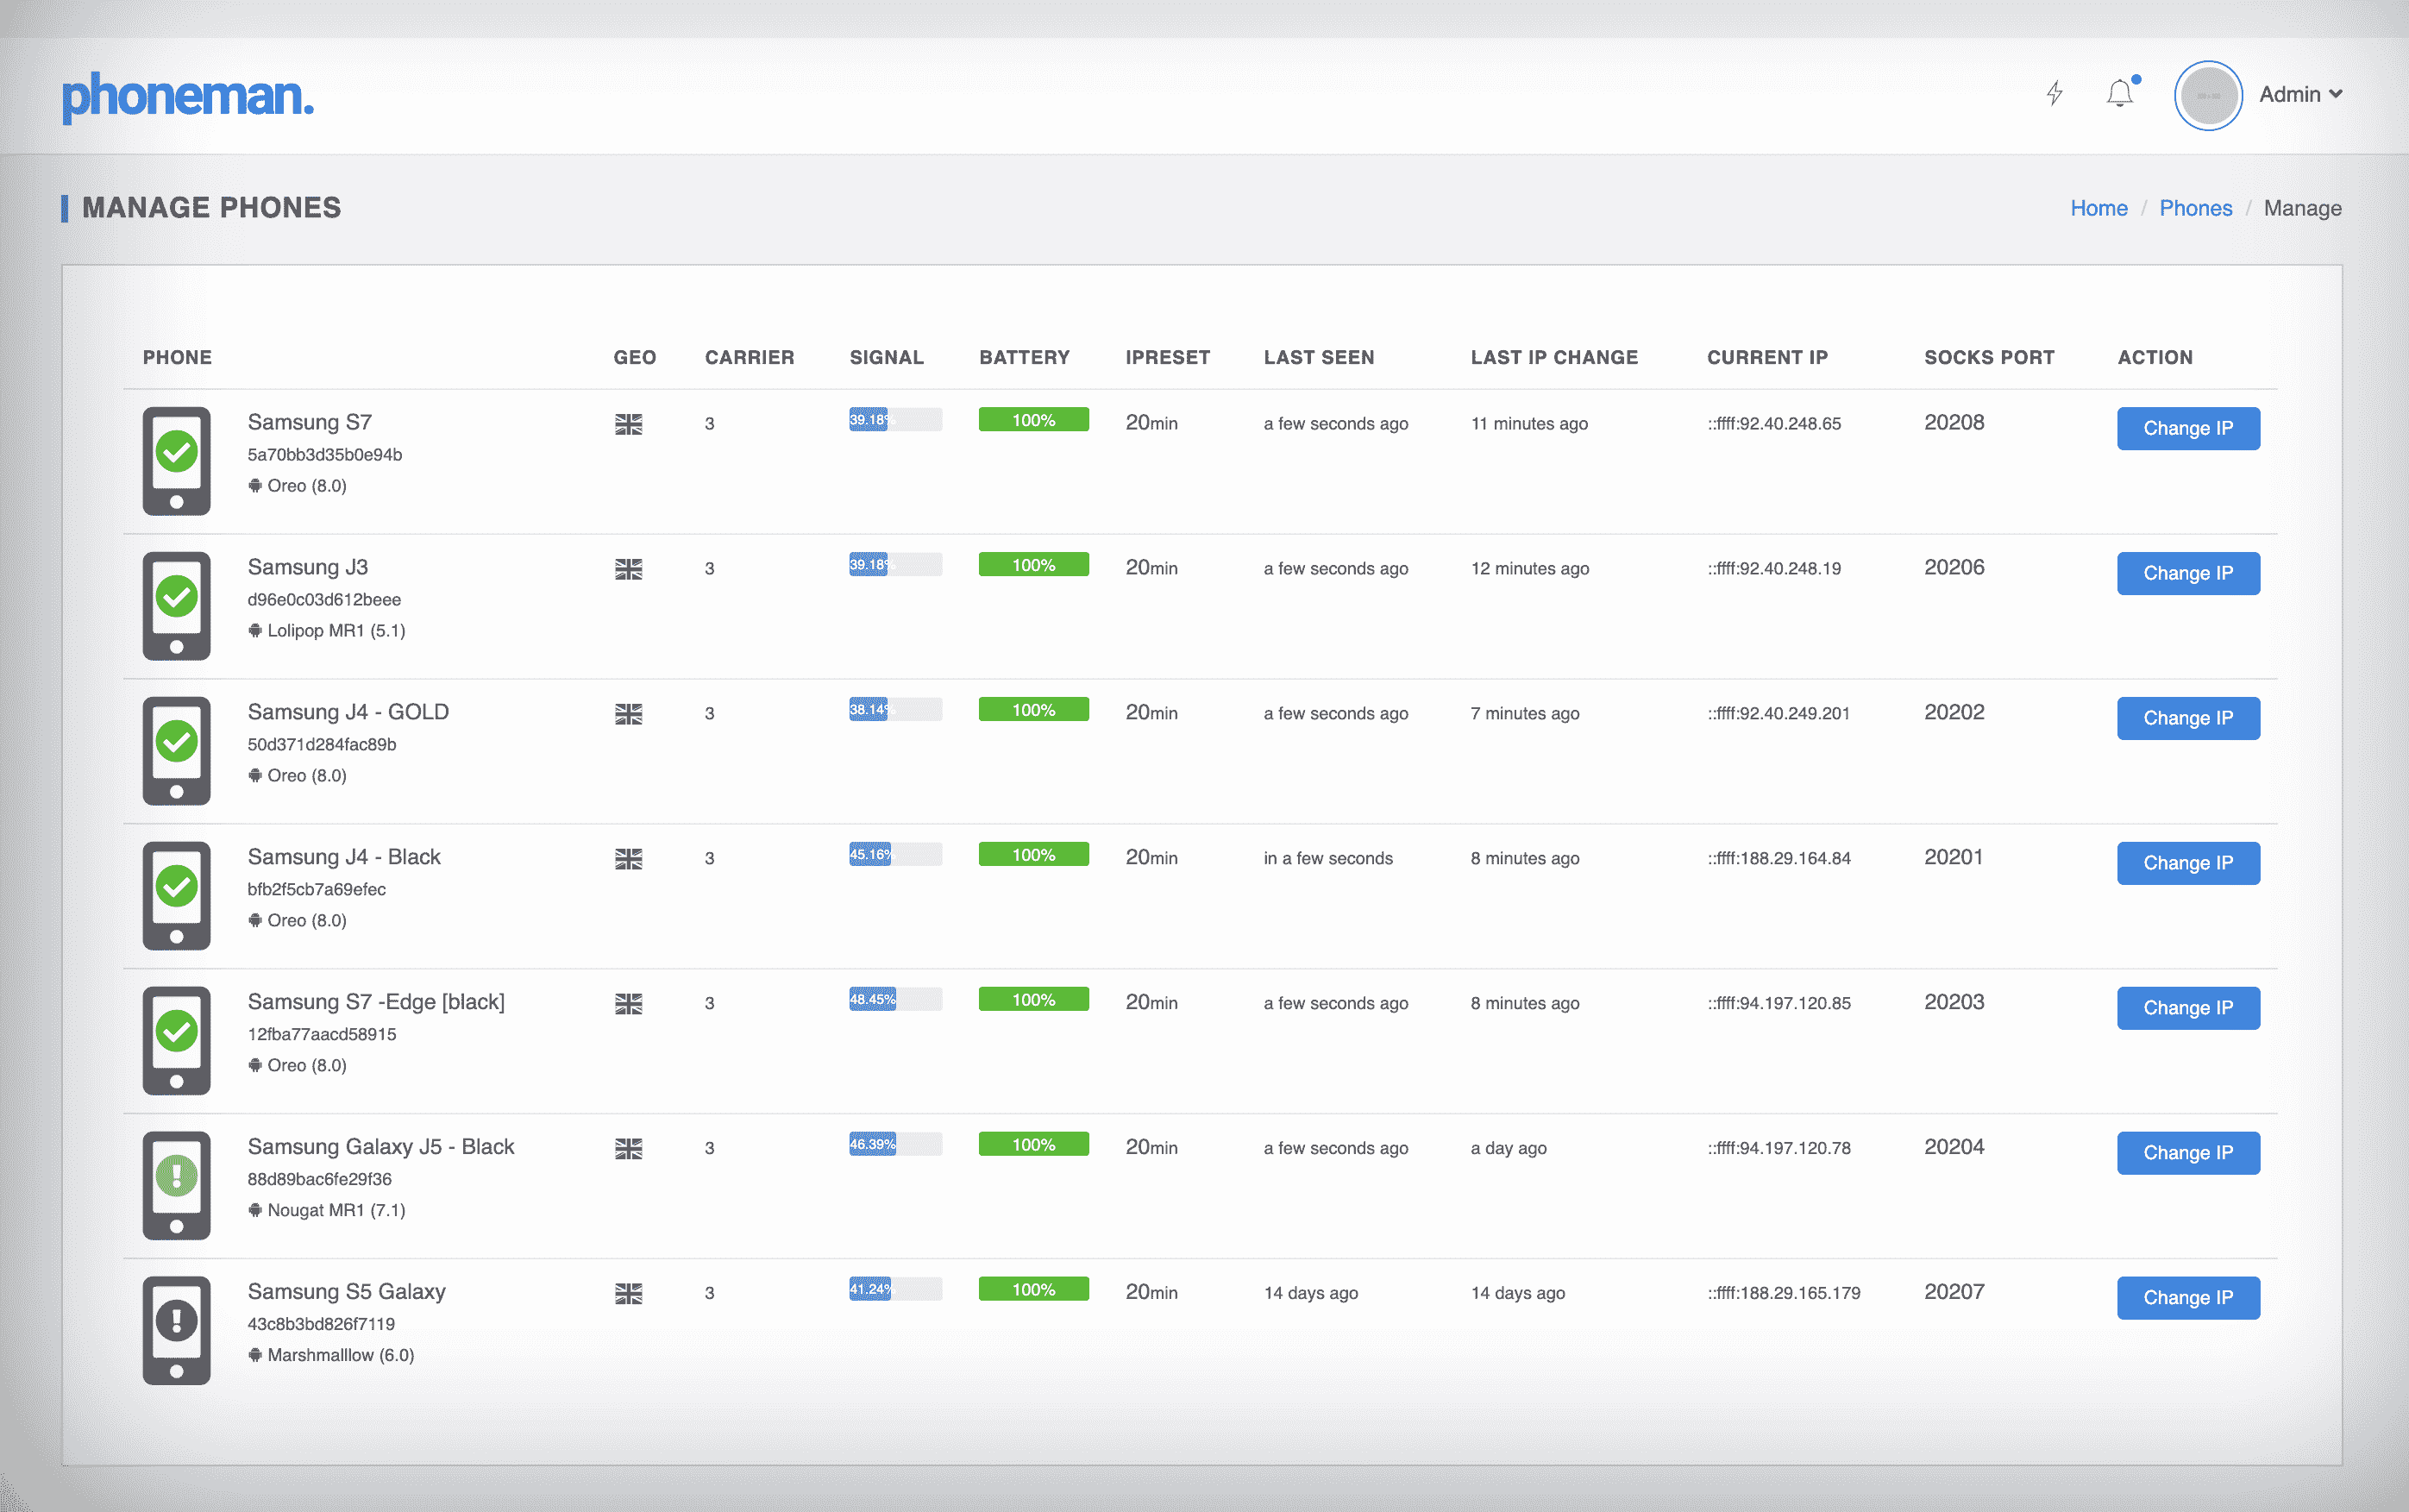 phoneman.
Admin
MANAGE PHONES
Home / Phones / Manage
PHONE GEO CARRIER SIGNAL BATTERY IPRESET LAST SEEN LAST IP CHANGE CURRENT IP SOCKS PORT ACTION
Samsung S7 3 39.18% 100% 20min a few seconds ago 11 minutes ago ::ffff:92.40.248.65 20208 Change IP
5a70bb3d35b0e94b
Oreo (8.0)
Samsung J3 3 39.18% 100% 20min a few seconds ago 12 minutes ago ::ffff:92.40.248.19 20206 Change IP
d96e0c03d612beee
Lolipop MR1 (5.1)
Samsung J4 - GOLD 3 38.14% 100% 20min a few seconds ago 7 minutes ago ::ffff:92.40.249.201 20202 Change IP
50d371d284fac89b
Oreo (8.0)
Samsung J4 - Black 3 45.16% 100% 20min in a few seconds 8 minutes ago ::ffff:188.29.164.84 20201 Change IP
bfb2f5cb7a69efec
Oreo (8.0)
Samsung S7 -Edge [black] 3 48.45% 100% 20min a few seconds ago 8 minutes ago ::ffff:94.197.120.85 20203 Change IP
12fba77aacd58915
Oreo (8.0)
Samsung Galaxy J5 - Black 3 46.39% 100% 20min a few seconds ago a day ago ::ffff:94.197.120.78 20204 Change IP
88d89bac6fe29f36
Nougat MR1 (7.1)
Samsung S5 Galaxy 3 41.24% 100% 20min 14 days ago 14 days ago ::ffff:188.29.165.179 20207 Change IP
43c8b3bd826f7119
Marshmalllow (6.0)